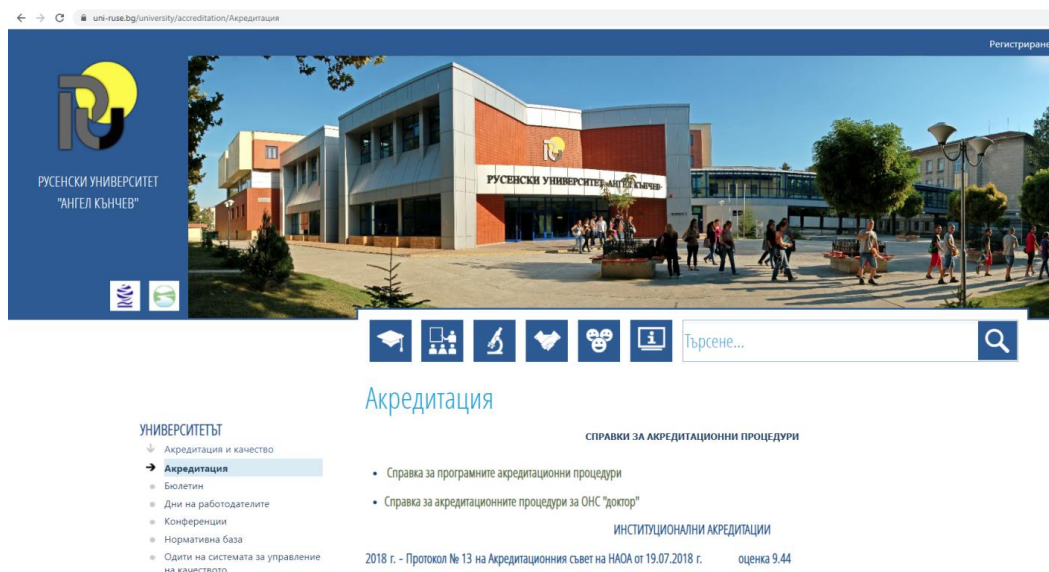 uni-ruse.bg/university/accreditation/Акредитация
Регистриране
РУСЕНСКИ УНИВЕРСИТЕТ
"АНГЕЛ КЪНЧЕВ"
РУСЕНСКИ УНИВЕРСИТЕТ „АНГЕЛ КЪНЧЕВ“
Търсене...
Акредитация
УНИВЕРСИТЕТЪТ
Акредитация и качество
Акредитация
Бюлетин
Дни на работодателите
Конференции
Нормативна база
Одити на системата за управление
на качеството
СПРАВКИ ЗА АКРЕДИТАЦИОННИ ПРОЦЕДУРИ
• Справка за програмните акредитационни процедури
• Справка за акредитационните процедури за ОНС "доктор"
ИНСТИТУЦИОНАЛНИ АКРЕДИТАЦИИ
2018 г. - Протокол № 13 на Акредитационния съвет на НАОА от 19.07.2018 г. оценка 9.44